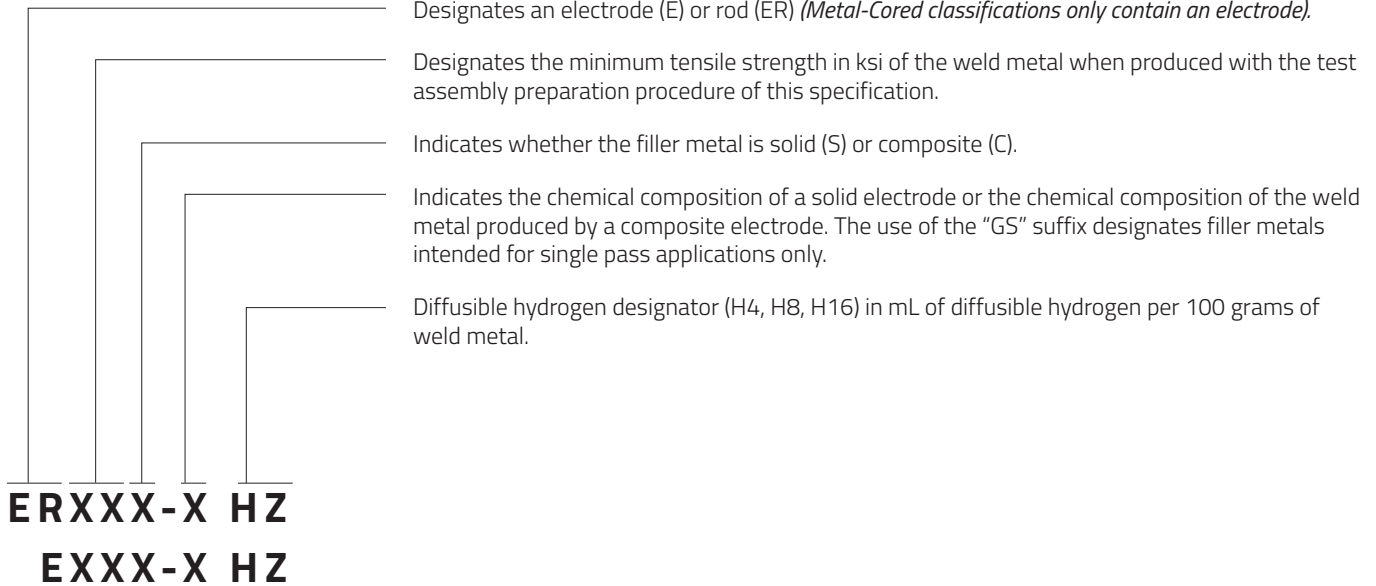 Designates an electrode (E) or rod (ER) (Metal-Cored classifications only contain an electrode).
Designates the minimum tensile strength in ksi of the weld metal when produced with the test
assembly preparation procedure of this specification.
Indicates whether the filler metal is solid (S) or composite (C).
Indicates the chemical composition of a solid electrode or the chemical composition of the weld
metal produced by a composite electrode. The use of the “GS” suffix designates filler metals
intended for single pass applications only.
Diffusible hydrogen designator (H4, H8, H16) in mL of diffusible hydrogen per 100 grams of
weld metal.
ERXXX-X HZ
EXXX-X HZ